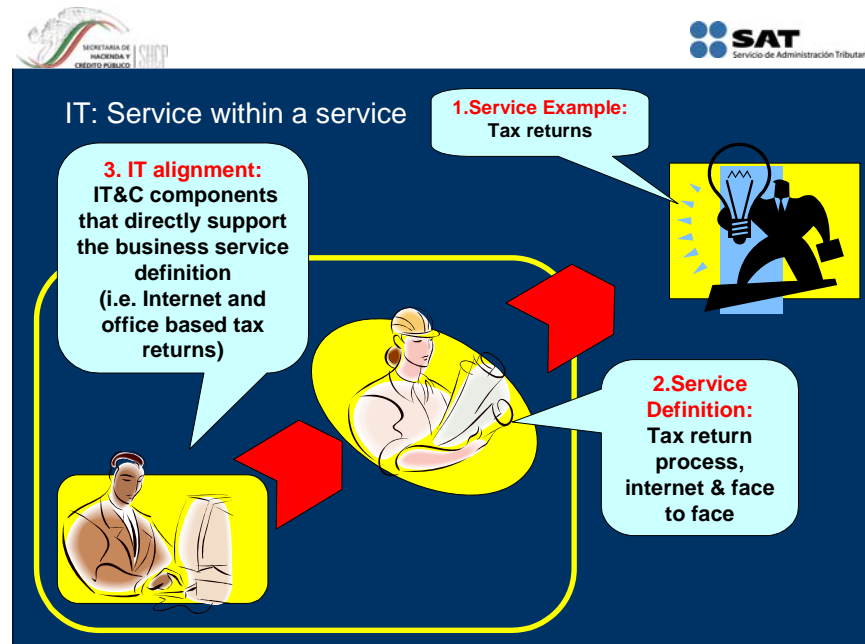 SECRETARIA DE
HACIENDA Y
CRÉDITO PÚBLICO
SHCP
SAT
Servicio de Administración Tributar
IT: Service within a service
1.Service Example:
Tax returns
3. IT alignment:
IT&C components
that directly support
the business service
definition
(i.e. Internet and
office based tax
returns)
2.Service
Definition:
Tax return
process,
internet & face
to face